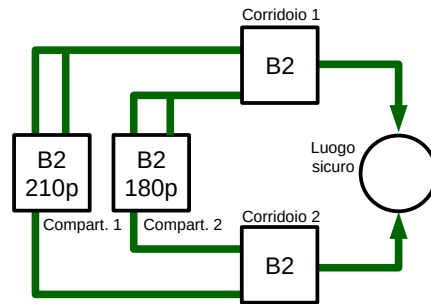 Corridoio 1
B2
B2
210p
Compart. 1
B2
180p
Compart. 2
Luogo
sicuro
Corridoio 2
B2